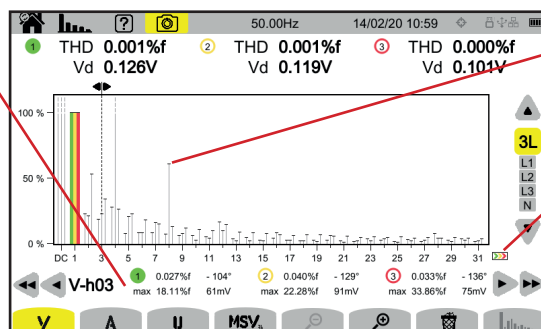 ? 50.00Hz 14/02/20 10:59
1 THD 0.001%f 2 THD 0.001%f 3 THD 0.000%f
Vd 0.126V Vd 0.119V Vd 0.101V
100 %
50 %
0 %
3L
L1
L2
L3
N
DC 1 3 5 7 9 11 13 15 17 19 21 23 25 27 29 31
V-h03 1 0.027%f - 104° 2 0.040%f - 129° 3 0.033%f - 136°
max 18.11%f 61mV max 22.28%f 91mV max 33.86%f 75mV
V A U MSV